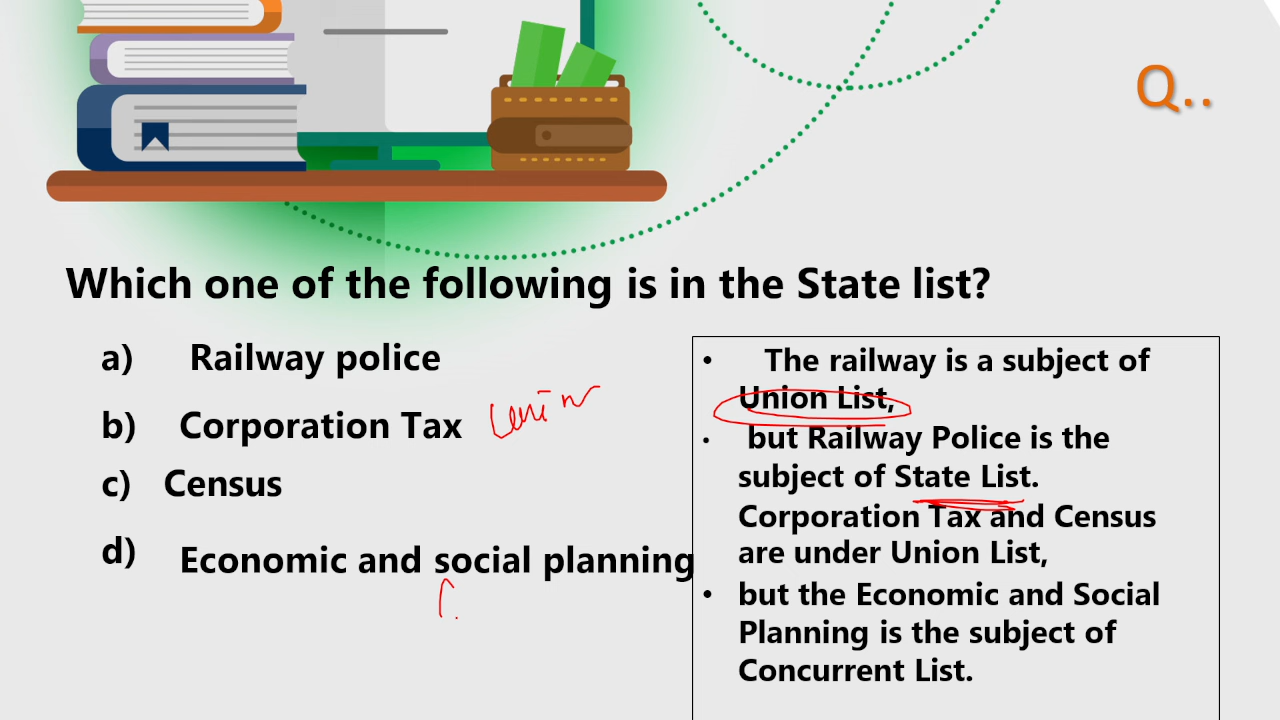 Q..
Which one of the following is in the State list?
a) Railway police
b) Corporation Tax
c) Census
d) Economic and social planning
• The railway is a subject of
Union List,
• but Railway Police is the
subject of State List.
Corporation Tax and Census
are under Union List,
• but the Economic and Social
Planning is the subject of
Concurrent List.